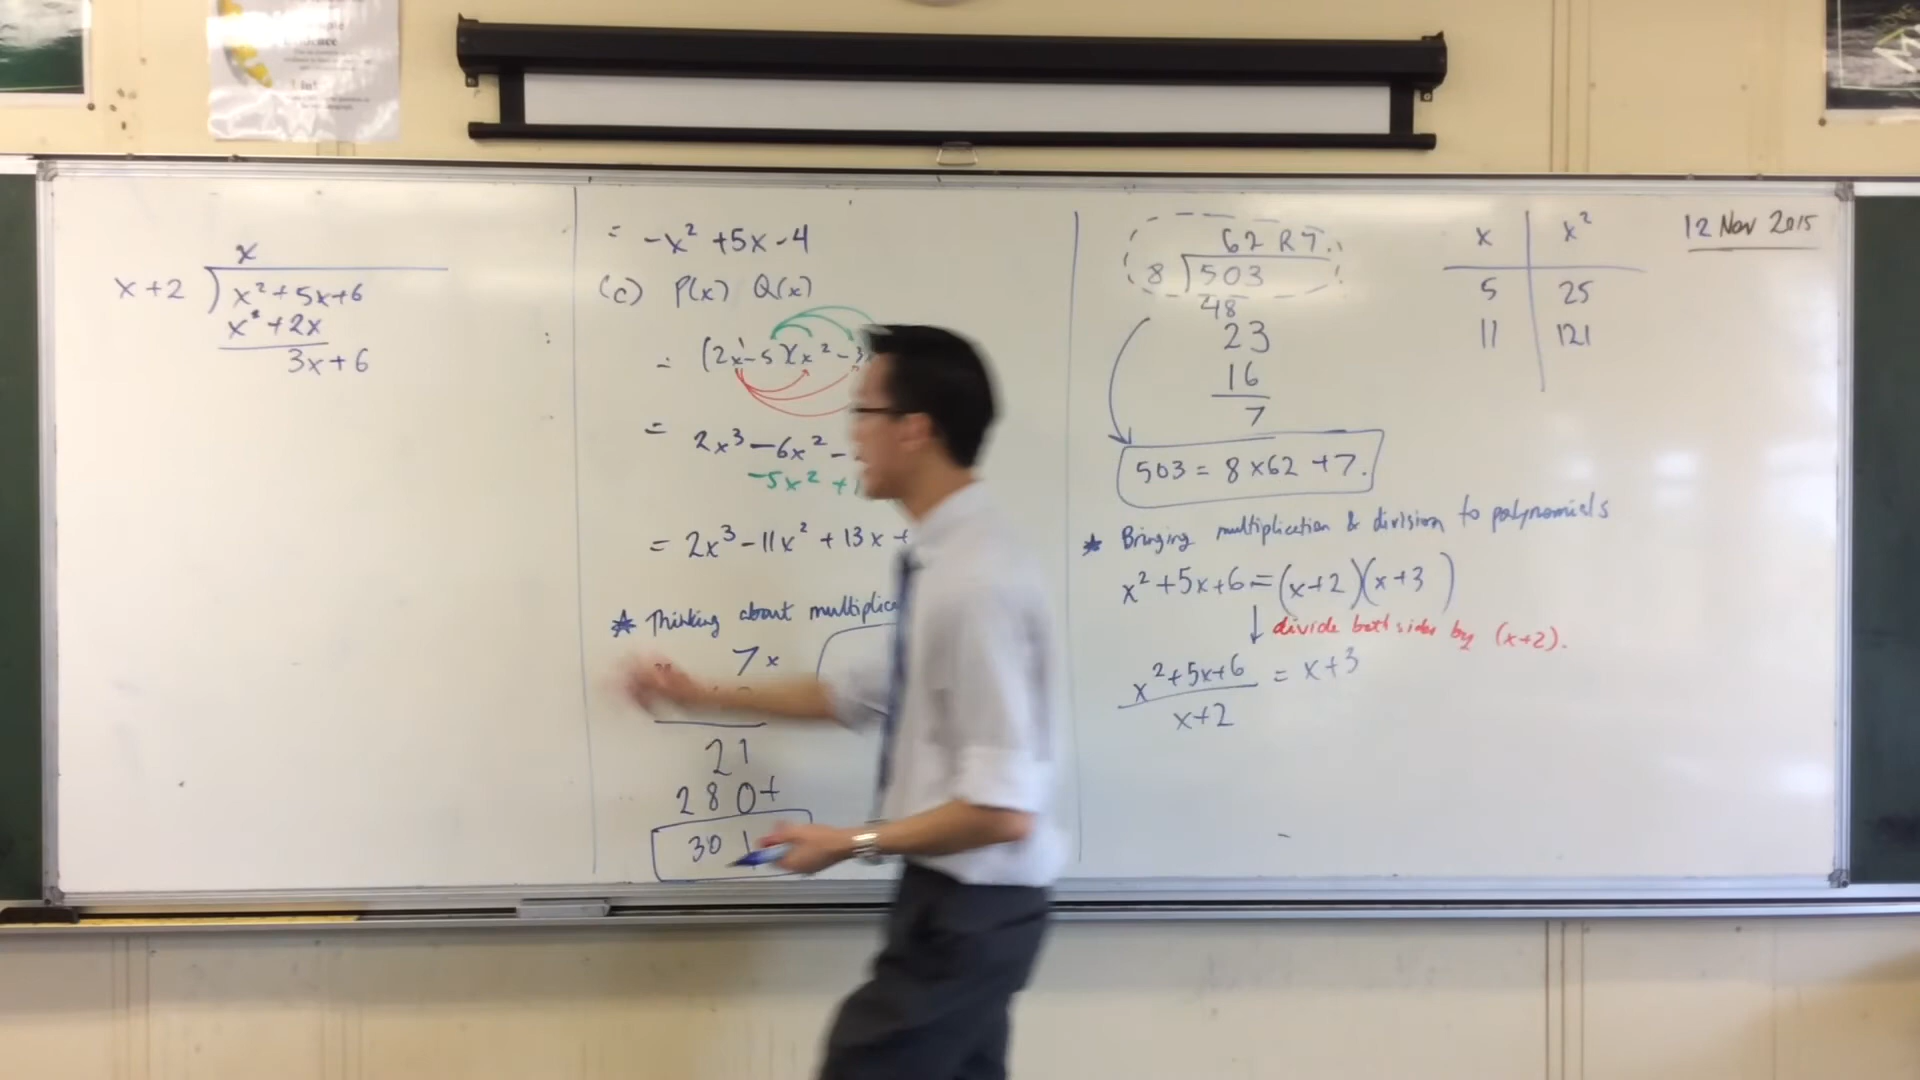 x
x+2 ) x² + 5x+6
x² + 2x
3x + 6
= -x² +5x-4
(c) P(x) Q(x)
= (2x-5)(x²-3
= 2x³ - 6x² -
-5x² +
= 2x³ - 11x² + 13x +
★ Thinking about
7 x
21
280+
301
62 R 7.
8 ) 503
48
23
16
7
503 = 8 x 62 + 7.
★ Bringing multiplication & division to polynomials
x² + 5x+6 = (x+2)(x+3)
↓ divide both sides by (x+2).
x² + 5x+6 = x+3
x+2
x x²
5 25
11 121
12 Nov 2015